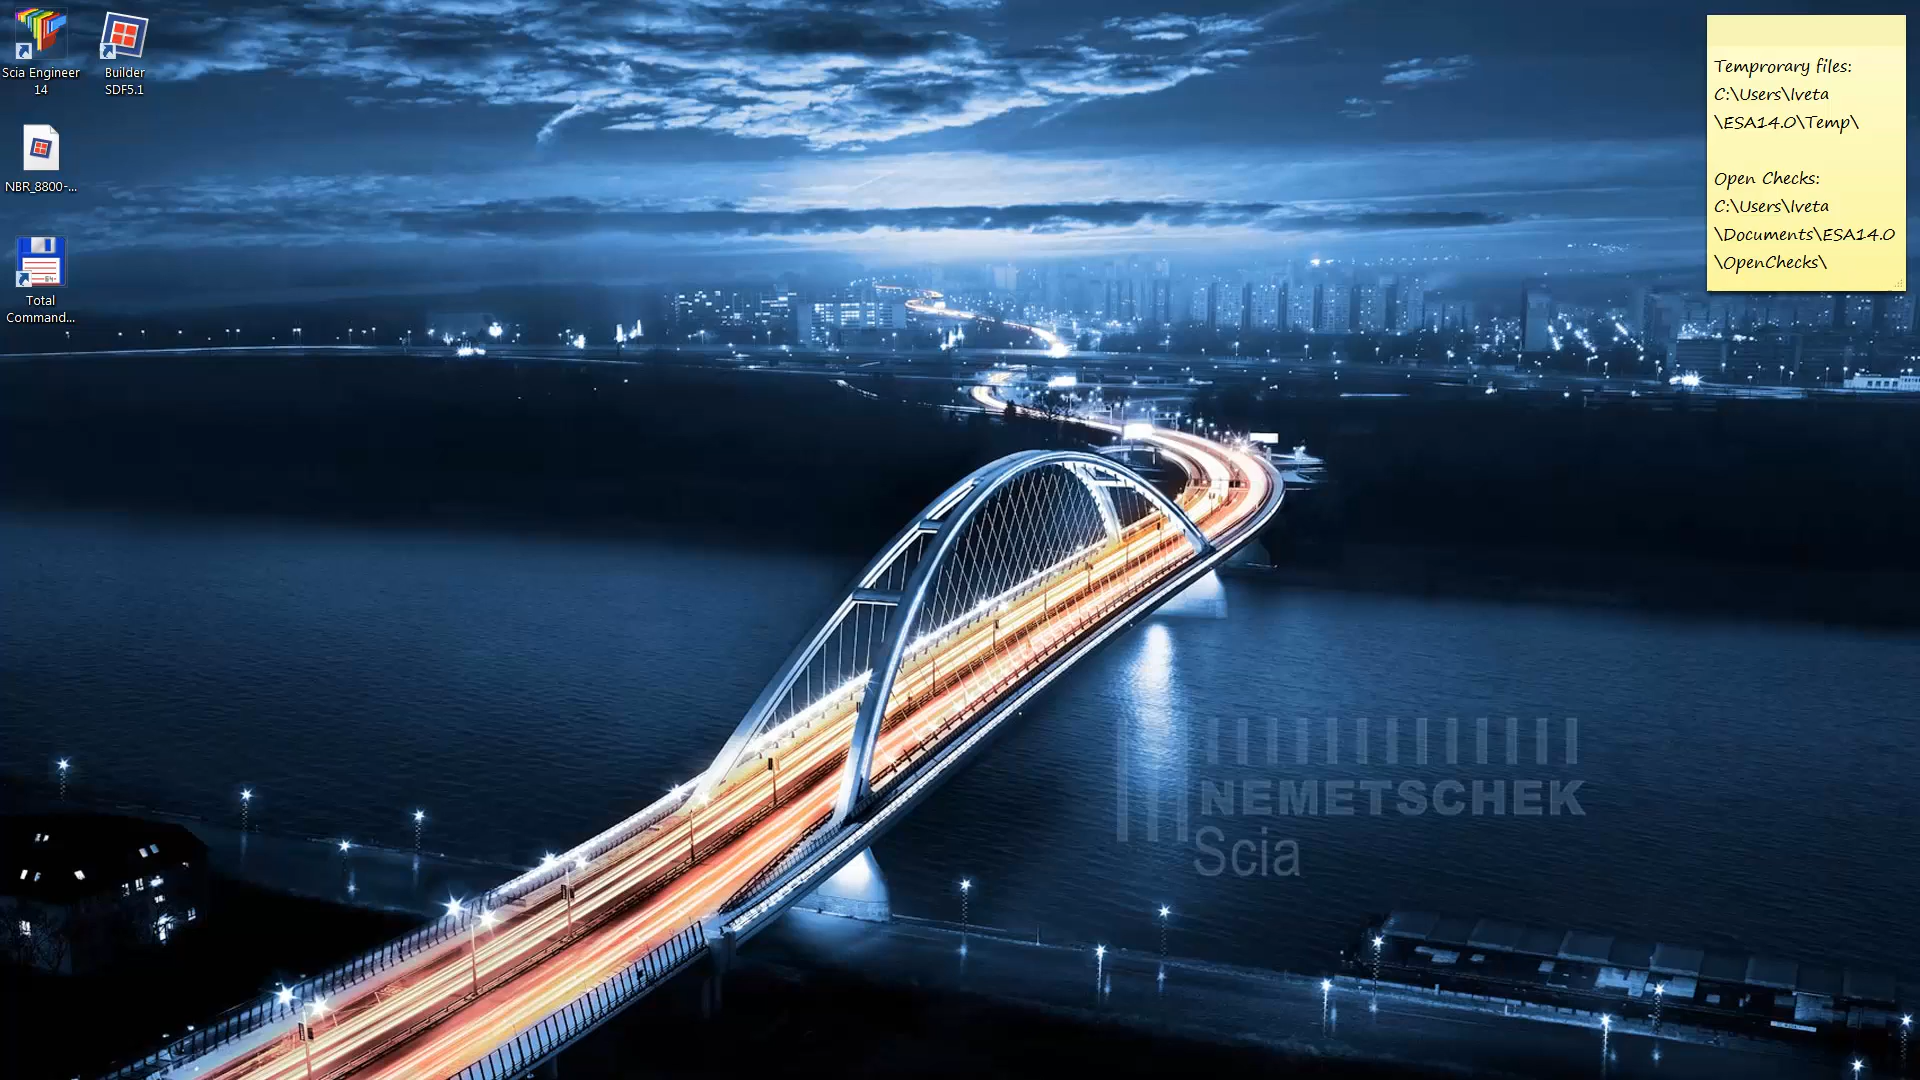 Scia Engineer
14
Builder
SDF5.1
NBR_8800-...
Total
Command...
Temprorary files:
C:\Users\Iveta
\ESA14.0\Temp\
Open Checks:
C:\Users\Iveta
\Documents\ESA14.0
\OpenChecks\
NEMETSCHEK
Scia